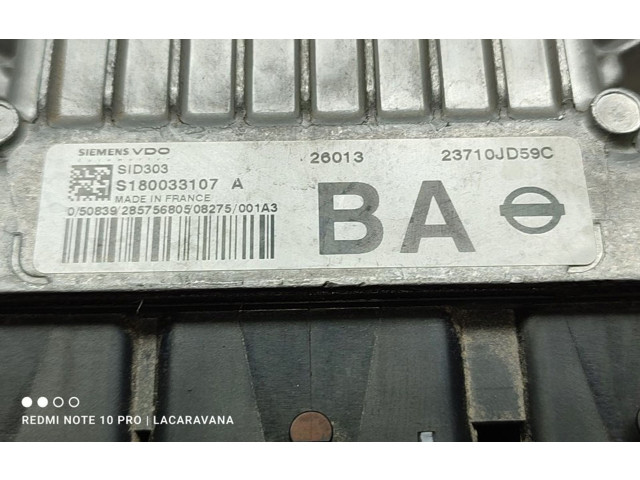 SIEMENS VDO
Automotive
SID303
S180033107 A
MADE IN FRANCE
0/50839/285756805/08275/001A3
26013 23710JD59C
BA
REDMI NOTE 10 PRO | LACARAVANA